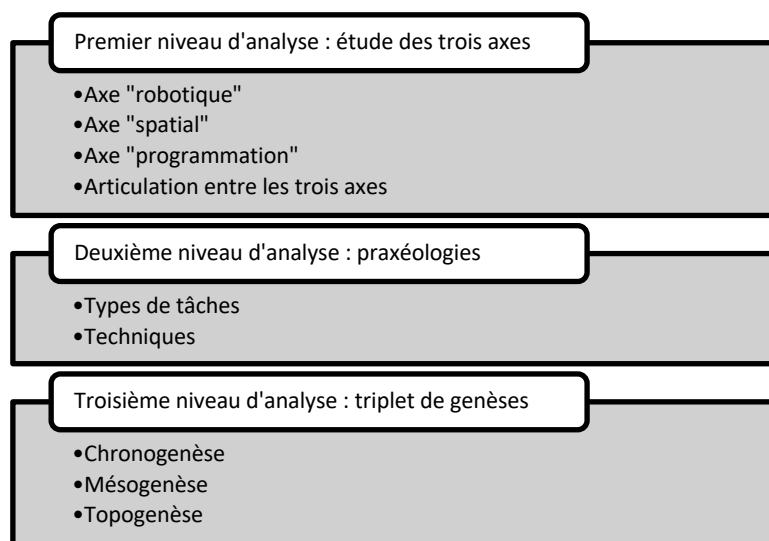 Premier niveau d'analyse : étude des trois axes
•Axe "robotique"
•Axe "spatial"
•Axe "programmation"
•Articulation entre les trois axes
Deuxième niveau d'analyse : praxéologies
•Types de tâches
•Techniques
Troisième niveau d'analyse : triplet de genèses
•Chronogenèse
•Mésogenèse
•Topogenèse